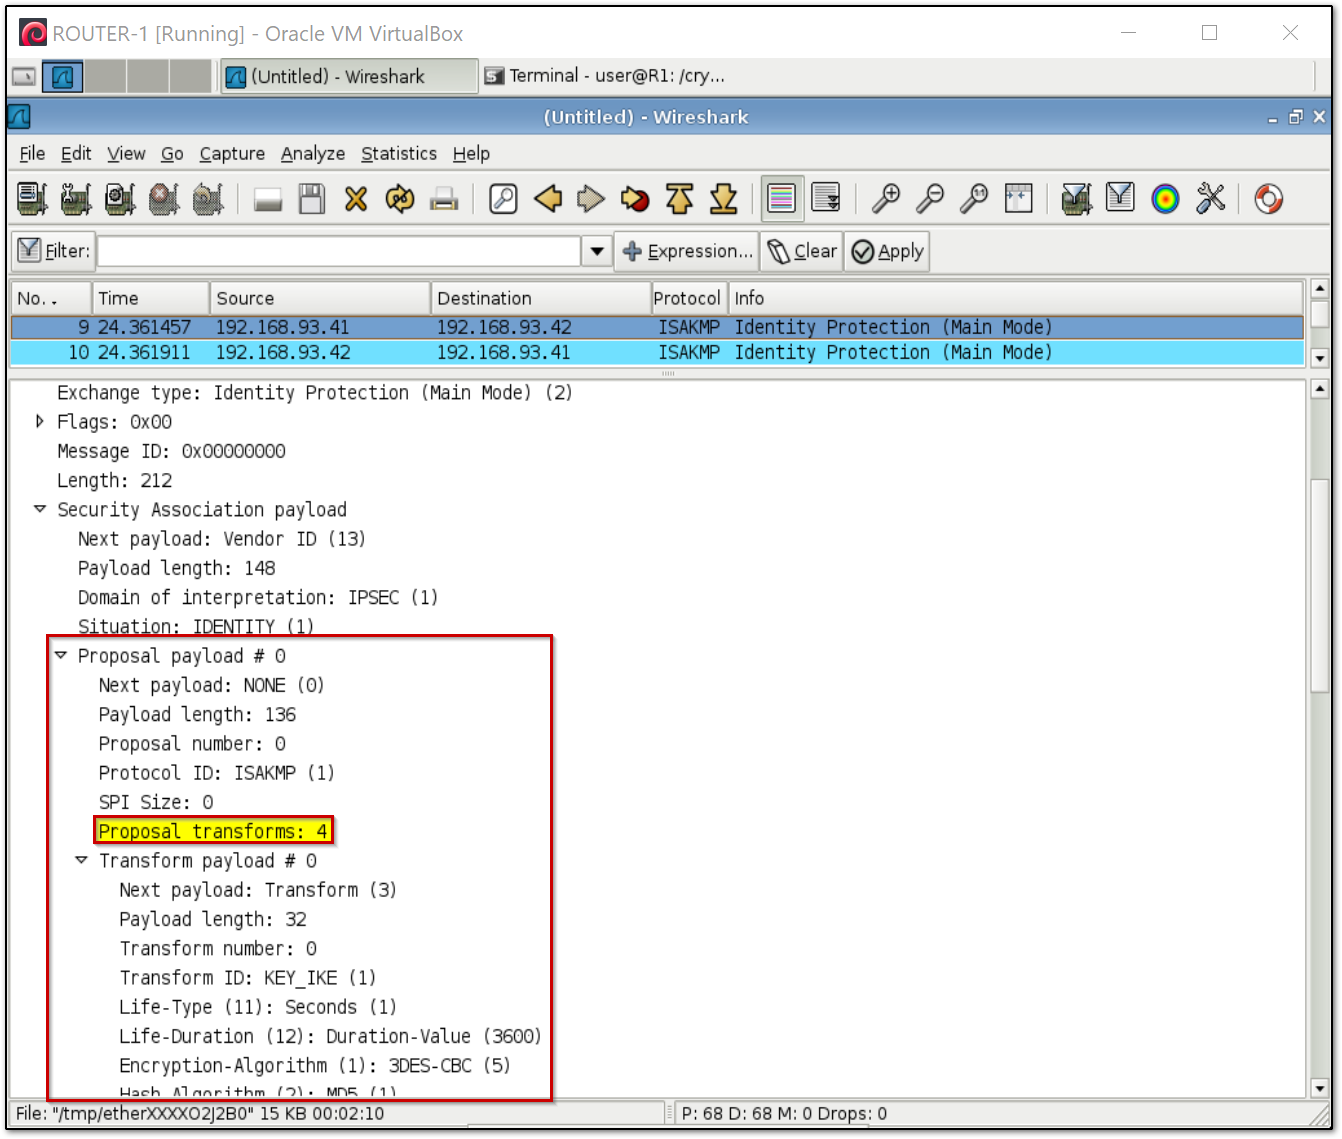 ROUTER-1 [Running] - Oracle VM VirtualBox
(Untitled) - Wireshark
Terminal - user@R1: /cry...
(Untitled) - Wireshark
File Edit View Go Capture Analyze Statistics Help
Filter: Expression... Clear Apply
No. . Time Source Destination Protocol Info
9 24.361457 192.168.93.41 192.168.93.42 ISAKMP Identity Protection (Main Mode)
10 24.361911 192.168.93.42 192.168.93.41 ISAKMP Identity Protection (Main Mode)
Exchange type: Identity Protection (Main Mode) (2)
Flags: 0x00
Message ID: 0x00000000
Length: 212
Security Association payload
Next payload: Vendor ID (13)
Payload length: 148
Domain of interpretation: IPSEC (1)
Situation: IDENTITY (1)
Proposal payload # 0
Next payload: NONE (0)
Payload length: 136
Proposal number: 0
Protocol ID: ISAKMP (1)
SPI Size: 0
Proposal transforms: 4
Transform payload # 0
Next payload: Transform (3)
Payload length: 32
Transform number: 0
Transform ID: KEY_IKE (1)
Life-Type (11): Seconds (1)
Life-Duration (12): Duration-Value (3600)
Encryption-Algorithm (1): 3DES-CBC (5)
Hash-Algorithm (2): MD5 (1)
File: "/tmp/etherXXXXO2J2B0" 15 KB 00:02:10
P: 68 D: 68 M: 0 Drops: 0